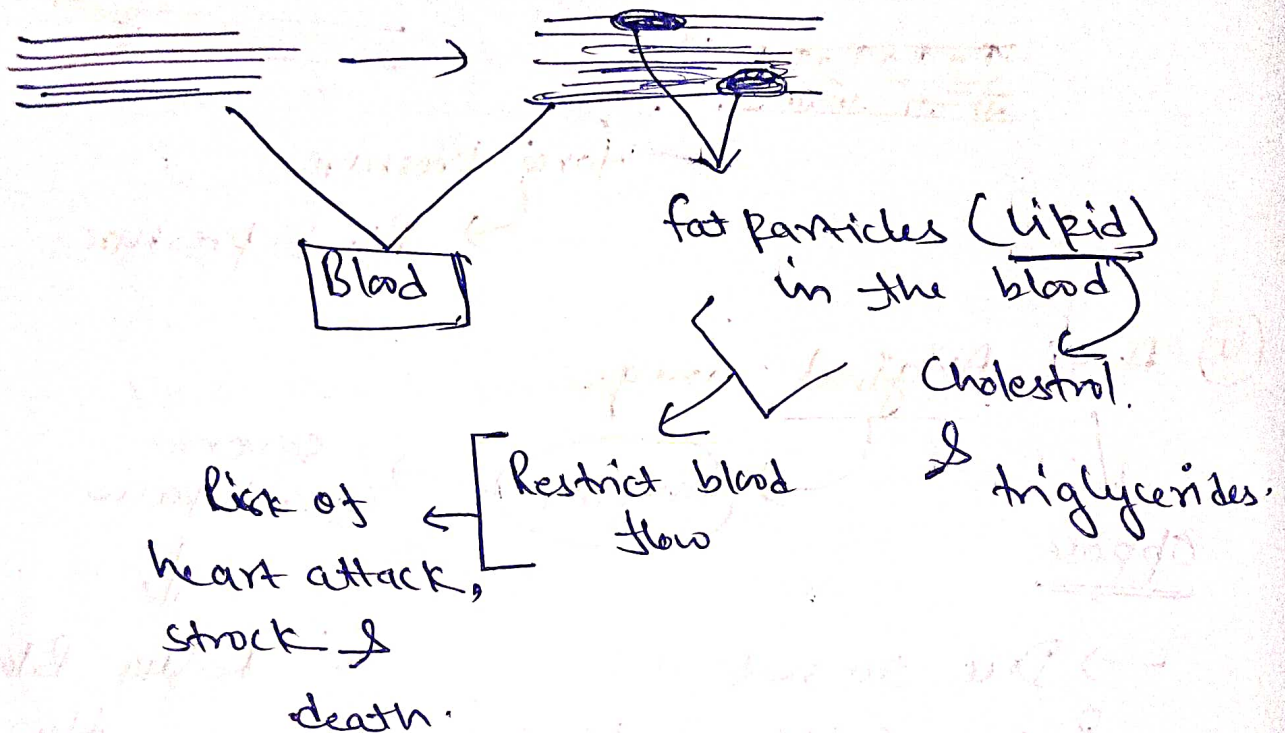 fat particles (lipid)
in the blood
Blood
Cholestrol.
&
triglycerides.
Restrict blood
flow
Risk of
heart attack,
strock &
death.